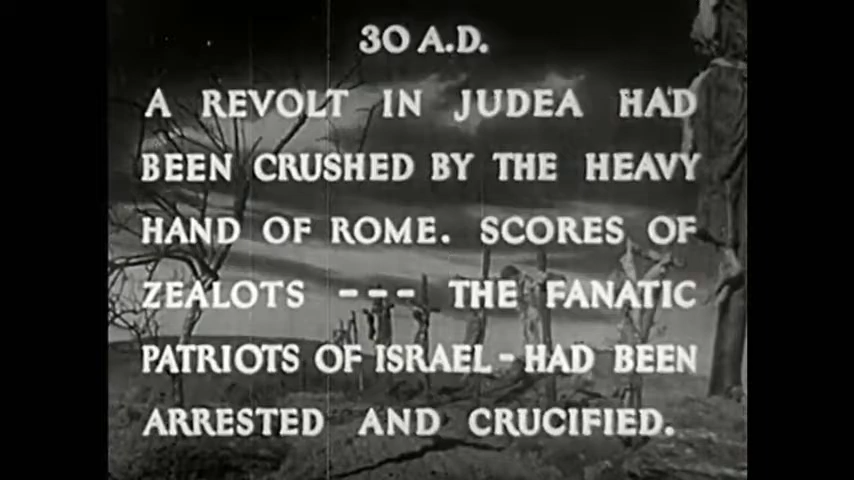 30 A.D.
A REVOLT IN JUDEA HAD
BEEN CRUSHED BY THE HEAVY
HAND OF ROME. SCORES OF
ZEALOTS --- THE FANATIC
PATRIOTS OF ISRAEL - HAD BEEN
ARRESTED AND CRUCIFIED.